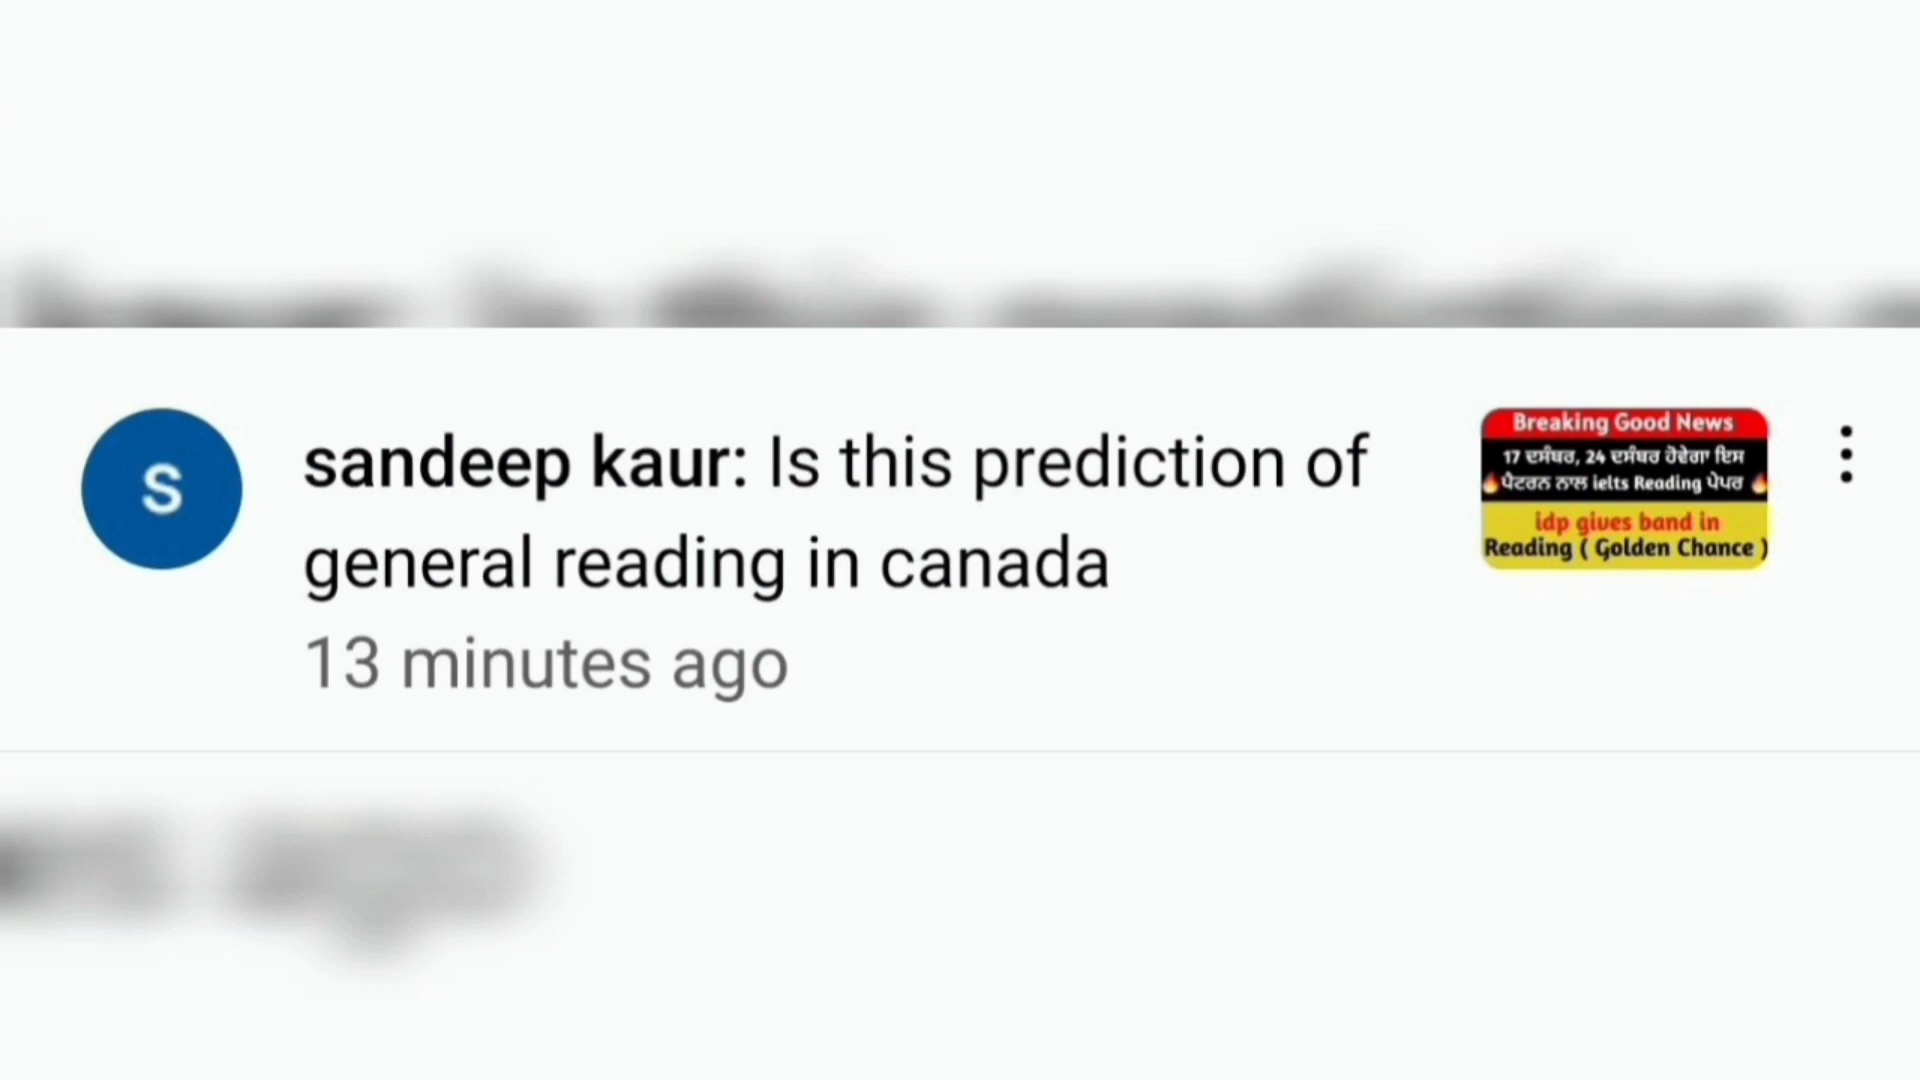 S
sandeep kaur: Is this prediction of
general reading in canada
13 minutes ago
Breaking Good News
17 ਦਸੰਬਰ, 24 ਦਸੰਬਰ ਹੋਵੇਗਾ ਇਸ
ਪੈਟਰਨ ਨਾਲ ielts Reading ਪੇਪਰ
idp gives band in
Reading ( Golden Chance )